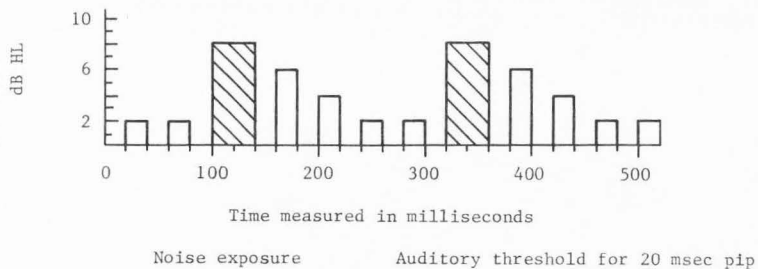 10
dB HL
6
2
0 100 200 300 400 500
Time measured in milliseconds
Noise exposure Auditory threshold for 20 msec pip